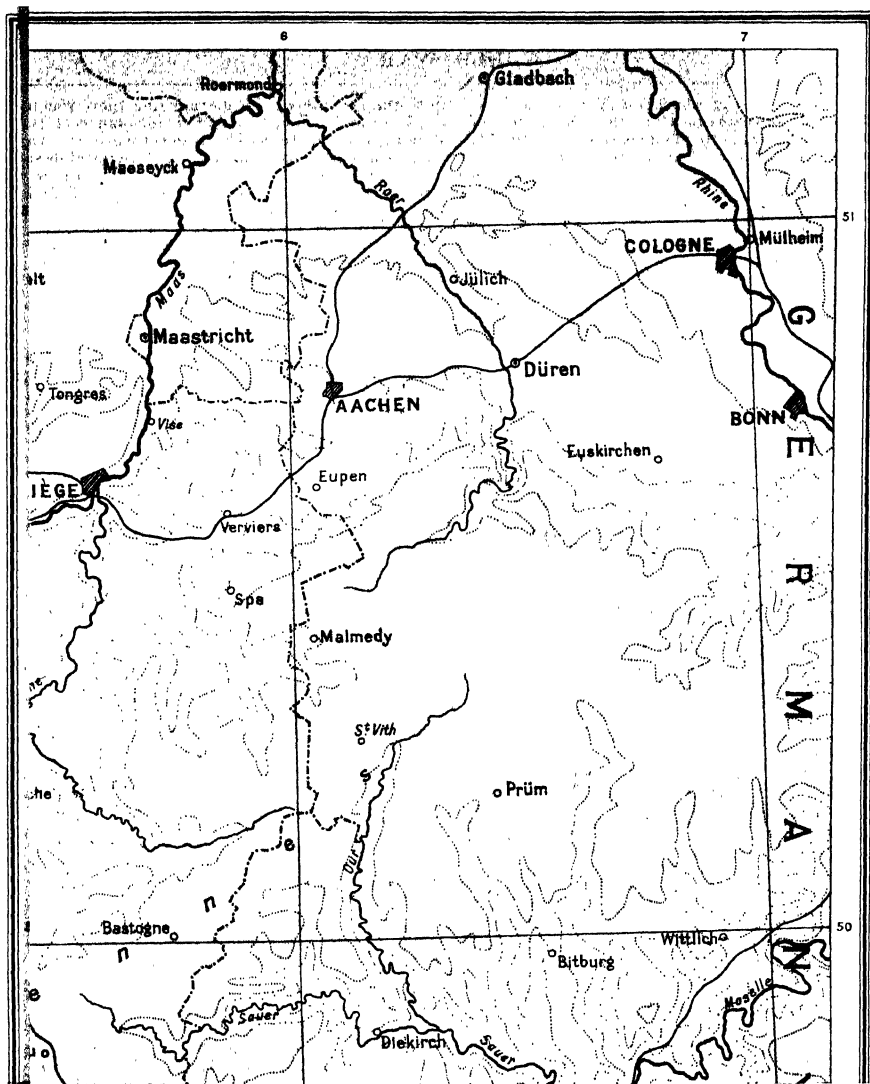 6
7
Roermond
Gladbach
Maeseyck
Roer
Rhine
51
COLOGNE
Mülheim
Maas
Jülich
G
Maastricht
Düren
Tongres
AACHEN
BONN
Vise
E
Euskirchen
IÈGE
Eupen
Verviers
R
Spa
Malmedy
M
St Vith
s
Prüm
A
e
Our
n
Bastogne
50
Wittlich
N
n
Bitburg
e
Moselle
Sauer
Diekirch
Sauer